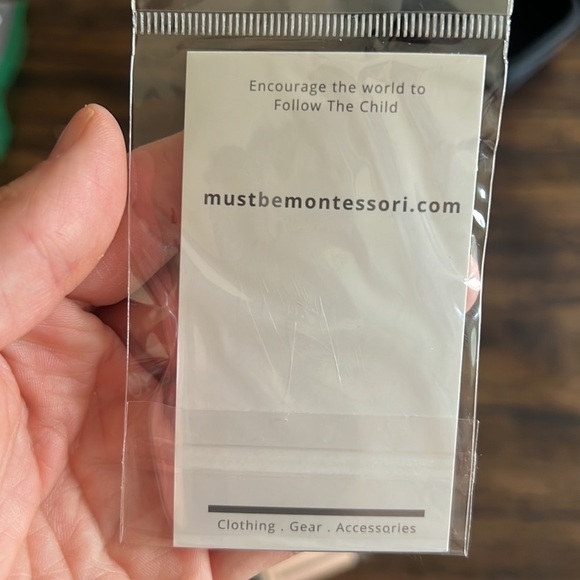 Encourage the world to
Follow The Child
mustbemontessori.com
Clothing . Gear . Accessories